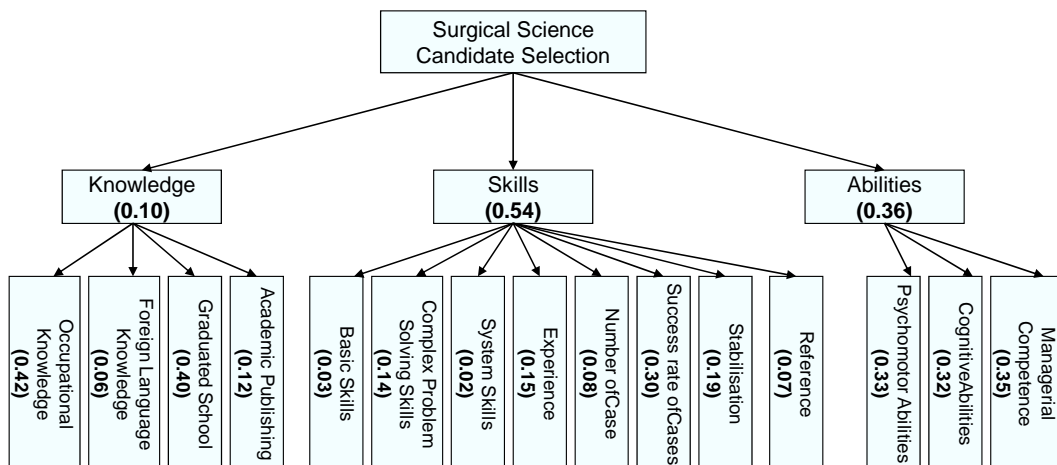 Surgical Science
Candidate Selection
Knowledge
(0.10)
Skills
(0.54)
Abilities
(0.36)
Occupational
Knowledge
(0.42)
Foreign Language
Knowledge
(0.06)
Graduated School
(0.40)
Academic Publishing
(0.12)
Basic Skills
(0.03)
Complex Problem
Solving Skills
(0.14)
System Skills
(0.02)
Experience
(0.15)
Number ofCase
(0.08)
Success rate ofCases
(0.30)
Stabilisation
(0.19)
Reference
(0.07)
Psychomotor Abilities
(0.33)
CognitiveAbilities
(0.32)
Managerial
Competence
(0.35)